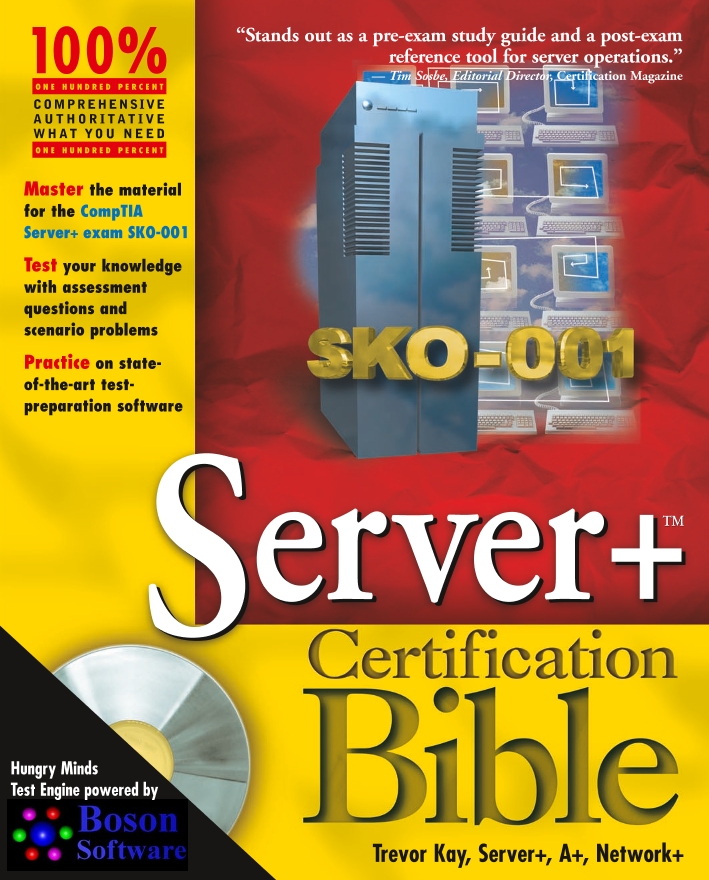 100%
ONE HUNDRED PERCENT
COMPREHENSIVE
AUTHORITATIVE
WHAT YOU NEED
ONE HUNDRED PERCENT
Master the material
for the CompTIA
Server+ exam SKO-001
Test your knowledge
with assessment
questions and
scenario problems
Practice on state-
of-the-art test-
preparation software
“Stands out as a pre-exam study guide and a post-exam
reference tool for server operations.”
Tim Sosbe, Editorial Director, Certification Magazine
SKO-001
Server+™
Certification
Bible
Hungry Minds
Test Engine powered by
Boson
Software
Trevor Kay, Server+, A+, Network+